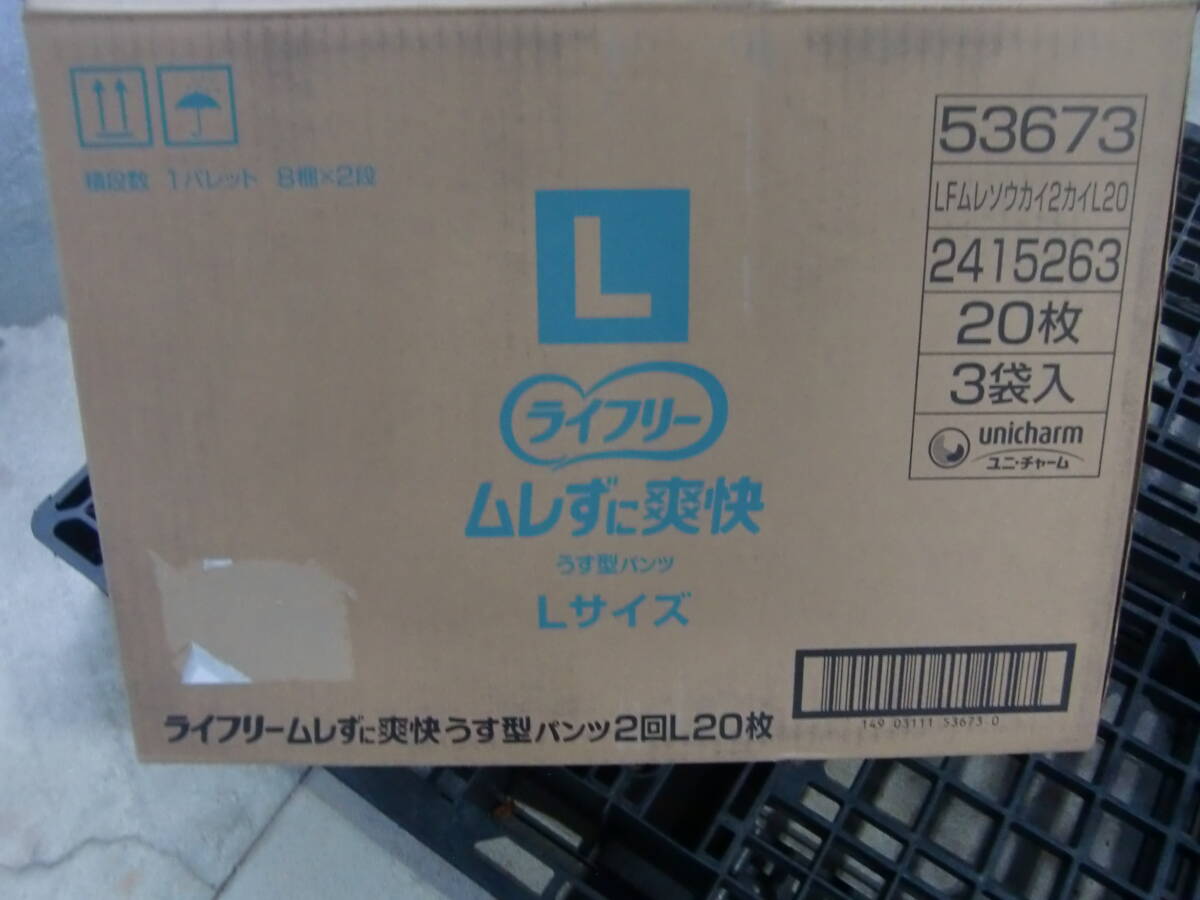 積段数 1パレット 8梱×2段
L
ライフリー
ムレずに爽快
うす型パンツ
Lサイズ
53673
LFムレソウカイ2カイL20
2415263
20枚
3袋入
unicharm
ユニ・チャーム
149 03111 53673 0
ライフリームレずに爽快うす型パンツ2回L20枚